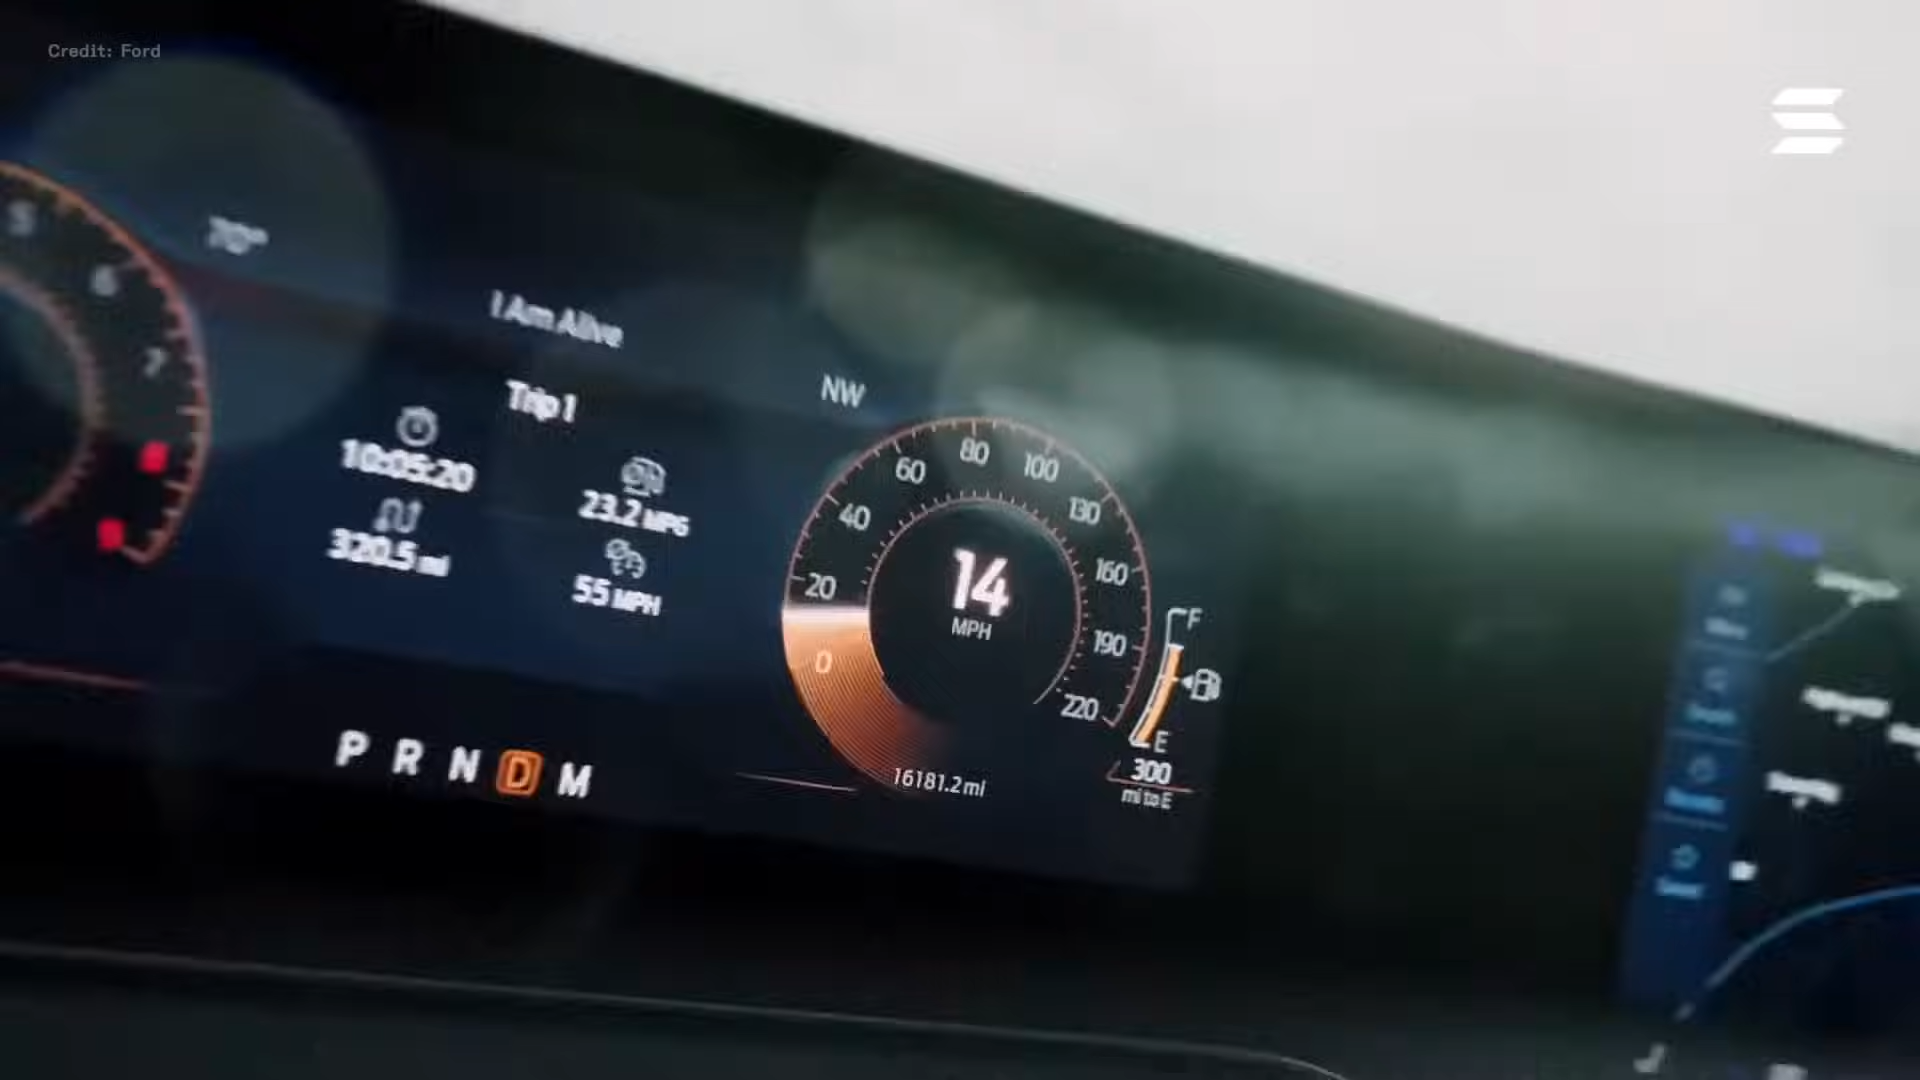 Credit: Ford
5
6
7
70°
I Am Alive
Trip 1
10:05:20
23.2 MPG
320.5 mi
55 MPH
NW
0
20
40
60
80
100
130
160
190
220
14
MPH
F
E
300
mi to E
16181.2 mi
P R N D M